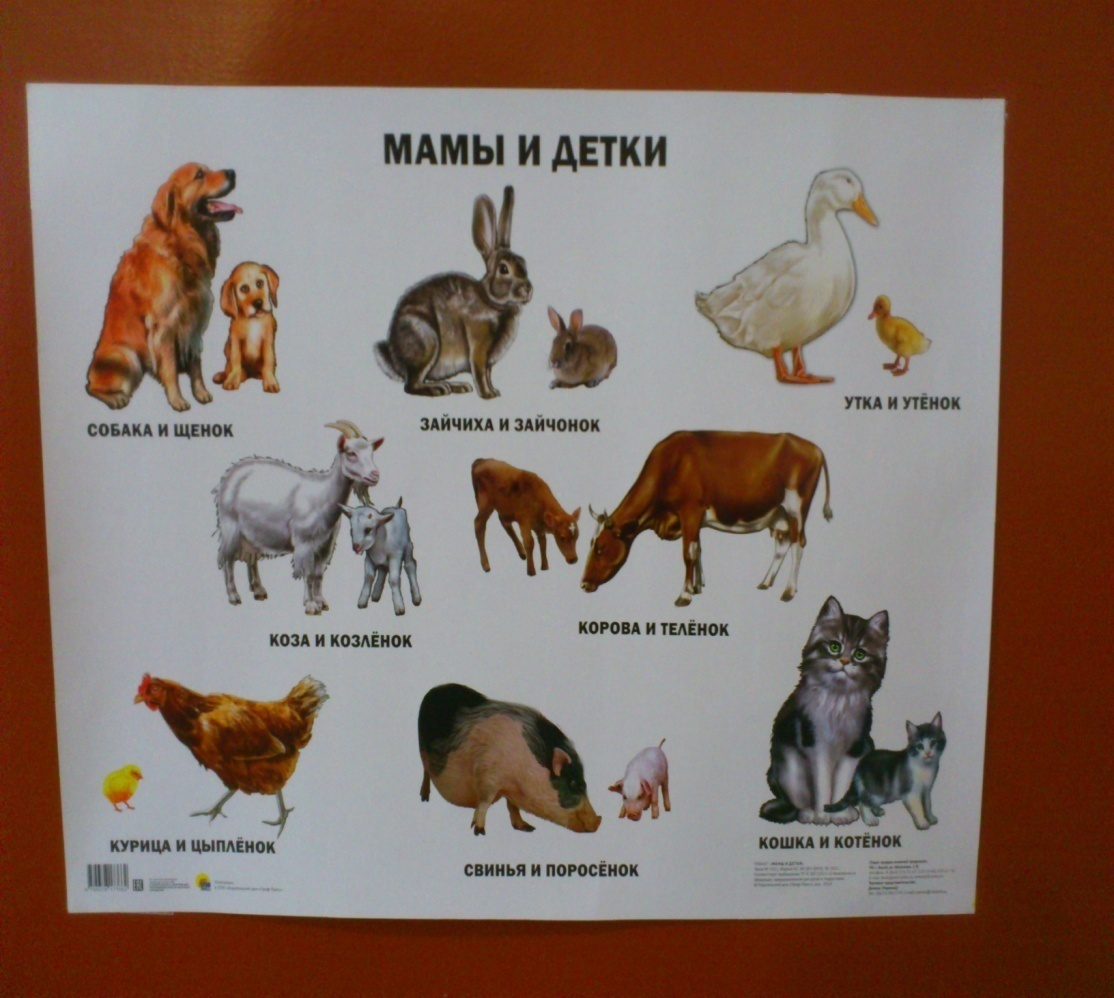 МАМЫ И ДЕТКИ
СОБАКА И ЩЕНОК
ЗАЙЧИХА И ЗАЙЧОНОК
УТКА И УТЁНОК
КОЗА И КОЗЛЁНОК
КОРОВА И ТЕЛЁНОК
КУРИЦА И ЦЫПЛЁНОК
СВИНЬЯ И ПОРОСЁНОК
КОШКА И КОТЁНОК